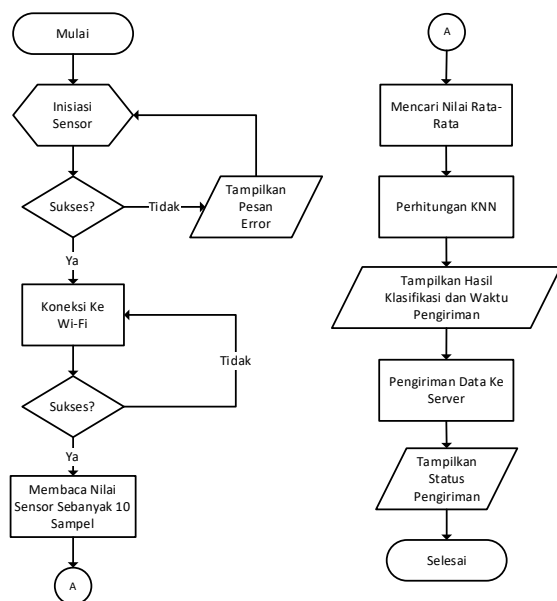 Mulai
Inisiasi
Sensor
Sukses?
Tidak
Tampilkan
Pesan
Error
Ya
Koneksi Ke
Wi-Fi
Tidak
Sukses?
Ya
Membaca Nilai
Sensor Sebanyak 10
Sampel
A
A
Mencari Nilai Rata-
Rata
Perhitungan KNN
Tampilkan Hasil
Klasifikasi dan Waktu
Pengiriman
Pengiriman Data Ke
Server
Tampilkan
Status
Pengiriman
Selesai